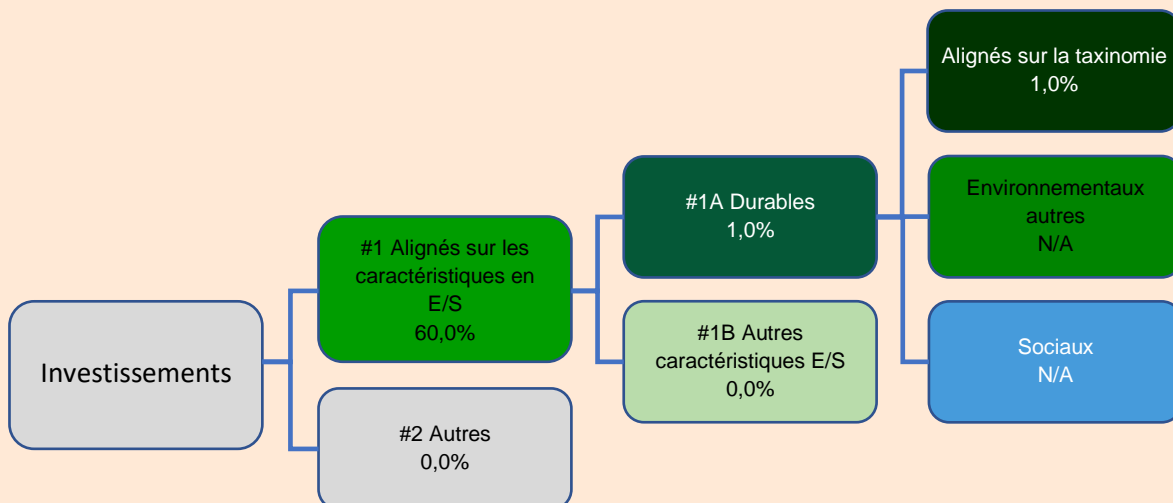 Investissements
#1 Alignés sur les
caractéristiques en
E/S
60,0%
#2 Autres
0,0%
#1A Durables
1,0%
#1B Autres
caractéristiques E/S
0,0%
Alignés sur la taxinomie
1,0%
Environnementaux
autres
N/A
Sociaux
N/A